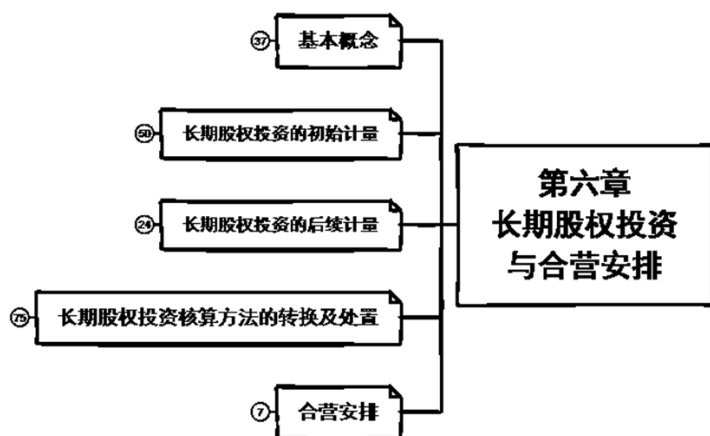 37
基本概念
50
长期股权投资的初始计量
第六章
长期股权投资
与合营安排
24
长期股权投资的后续计量
75
长期股权投资核算方法的转换及处置
7
合营安排